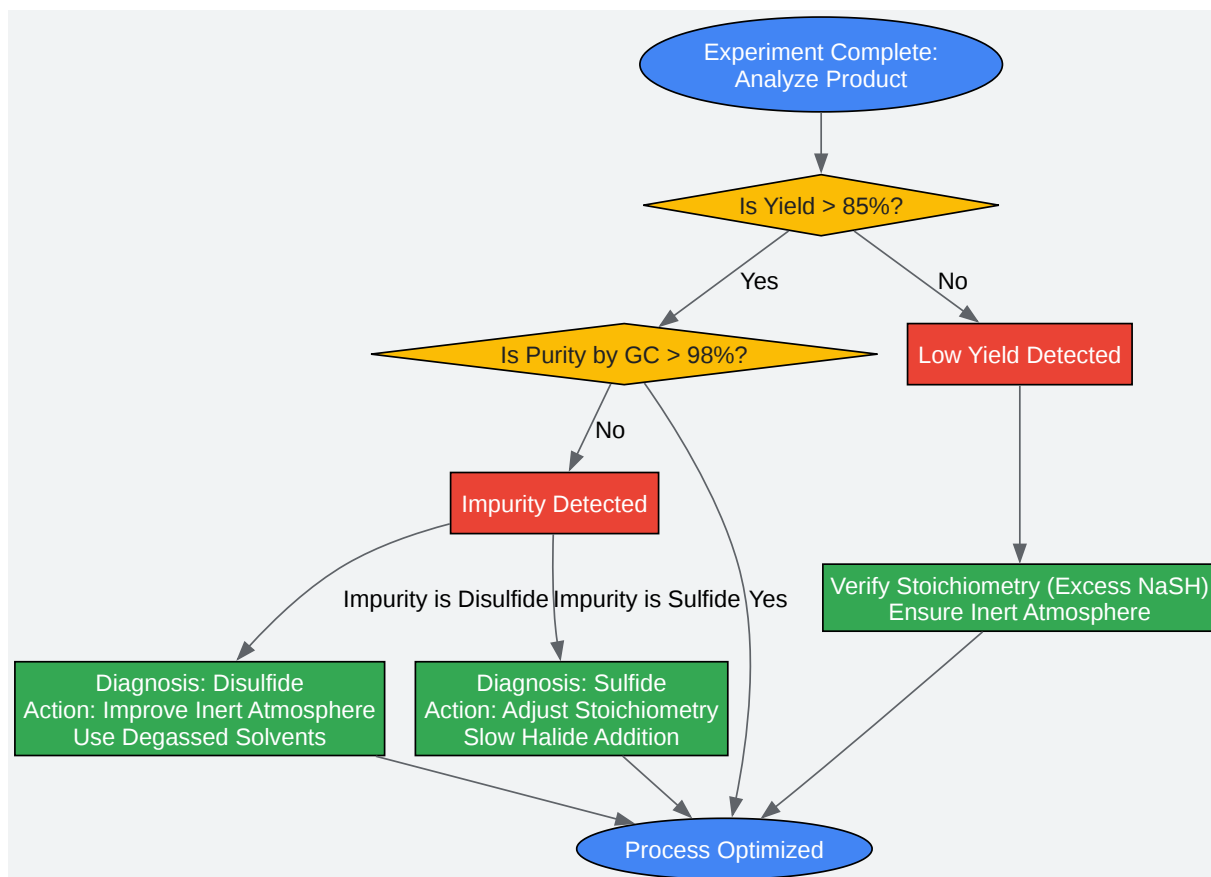 Experiment Complete:
Analyze Product
Is Yield > 85%?
Yes
No
Is Purity by GC > 98%?
Low Yield Detected
No
Impurity Detected
Impurity is Disulfide
Impurity is Sulfide
Yes
Verify Stoichiometry (Excess NaSH)
Ensure Inert Atmosphere
Diagnosis: Disulfide
Action: Improve Inert Atmosphere
Use Degassed Solvents
Diagnosis: Sulfide
Action: Adjust Stoichiometry
Slow Halide Addition
Process Optimized